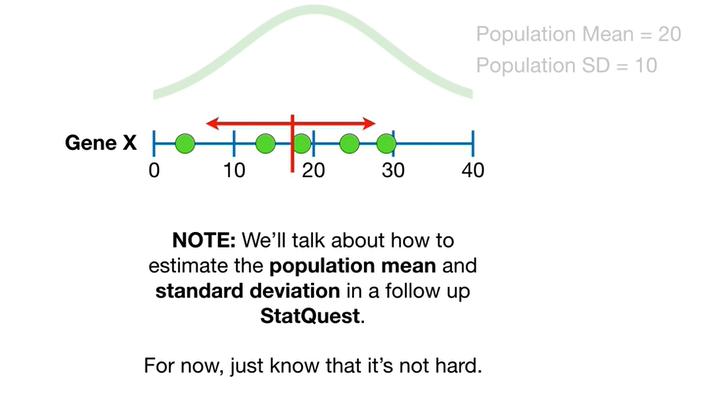 Population Mean = 20
Population SD = 10
Gene X
0 10 20 30 40
NOTE: We'll talk about how to
estimate the population mean and
standard deviation in a follow up
StatQuest.
For now, just know that it's not hard.